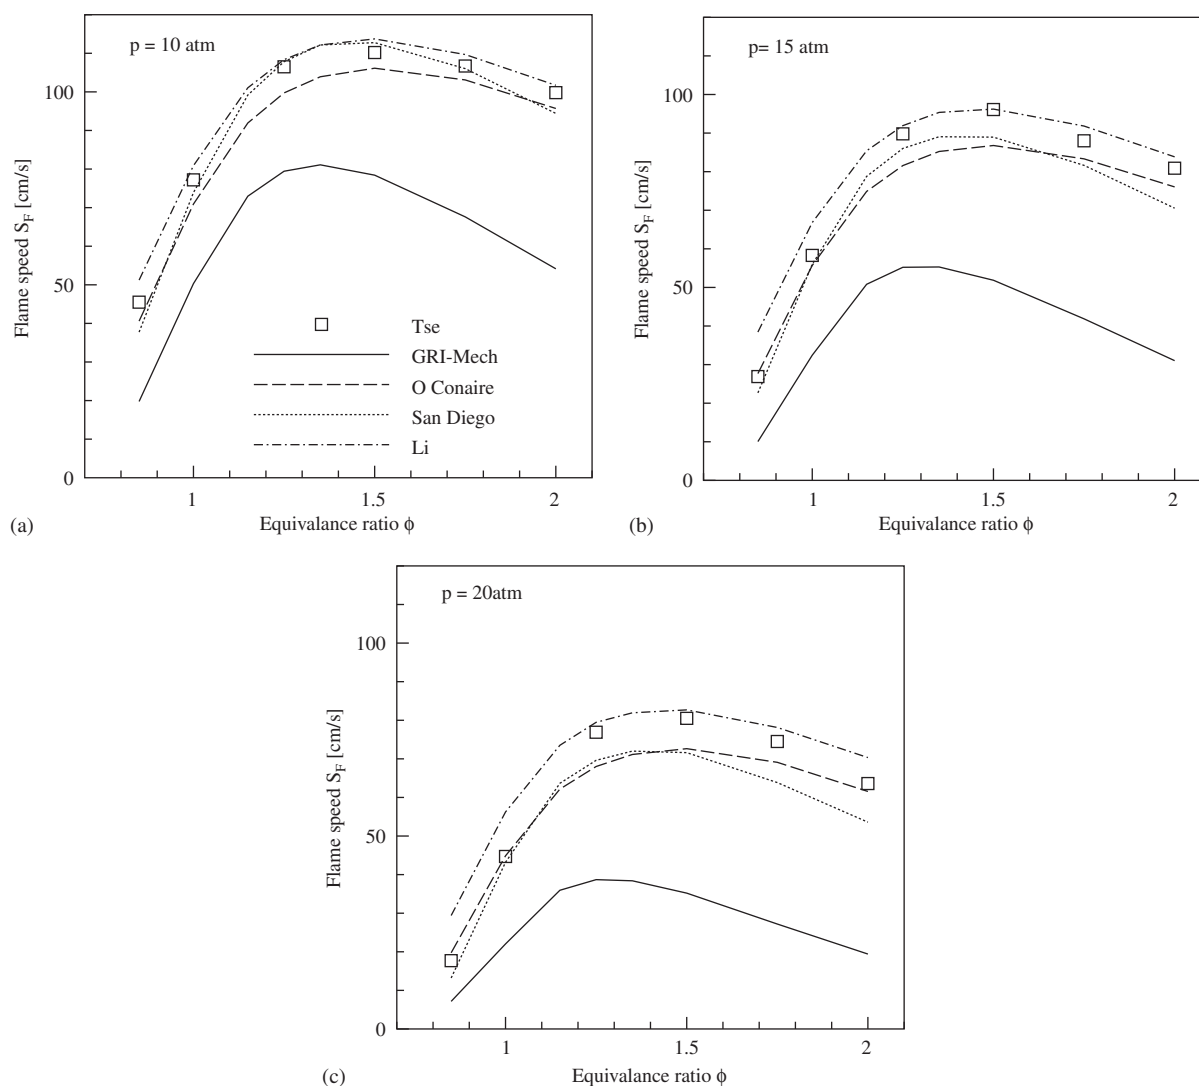 p = 10 atm
100
50
0
Flame speed S_F [cm/s]
Tse
GRI-Mech
O Conaire
San Diego
Li
1
1.5
2
Equivalance ratio ϕ
(a)
p= 15 atm
100
50
0
Flame speed S_F [cm/s]
1
1.5
2
Equivalance ratio ϕ
(b)
p = 20atm
100
50
0
Flame speed S_F [cm/s]
1
1.5
2
Equivalance ratio ϕ
(c)